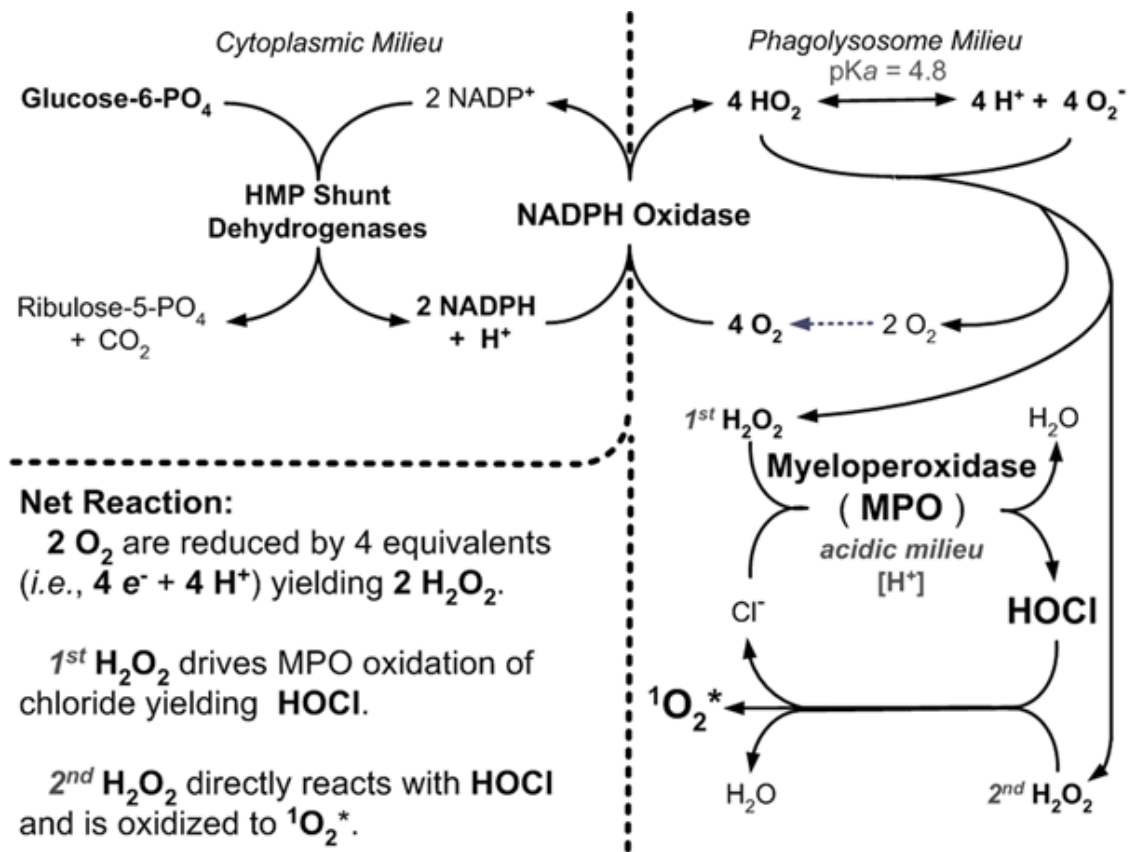 Cytoplasmic Milieu
Phagolysosome Milieu
pKa = 4.8
Glucose-6-PO₄
2 NADP⁺
4 HO₂
4 H⁺ + 4 O₂⁻
HMP Shunt
Dehydrogenases
NADPH Oxidase
Ribulose-5-PO₄
+ CO₂
2 NADPH
+ H⁺
4 O₂
2 O₂
1ˢᵗ H₂O₂
H₂O
Myeloperoxidase
( MPO )
acidic milieu
[H⁺]
Cl⁻
HOCl
¹O₂*
H₂O
2ⁿᵈ H₂O₂
Net Reaction:
2 O₂ are reduced by 4 equivalents
(i.e., 4 e⁻ + 4 H⁺) yielding 2 H₂O₂.
1ˢᵗ H₂O₂ drives MPO oxidation of
chloride yielding HOCl.
2ⁿᵈ H₂O₂ directly reacts with HOCl
and is oxidized to ¹O₂*.